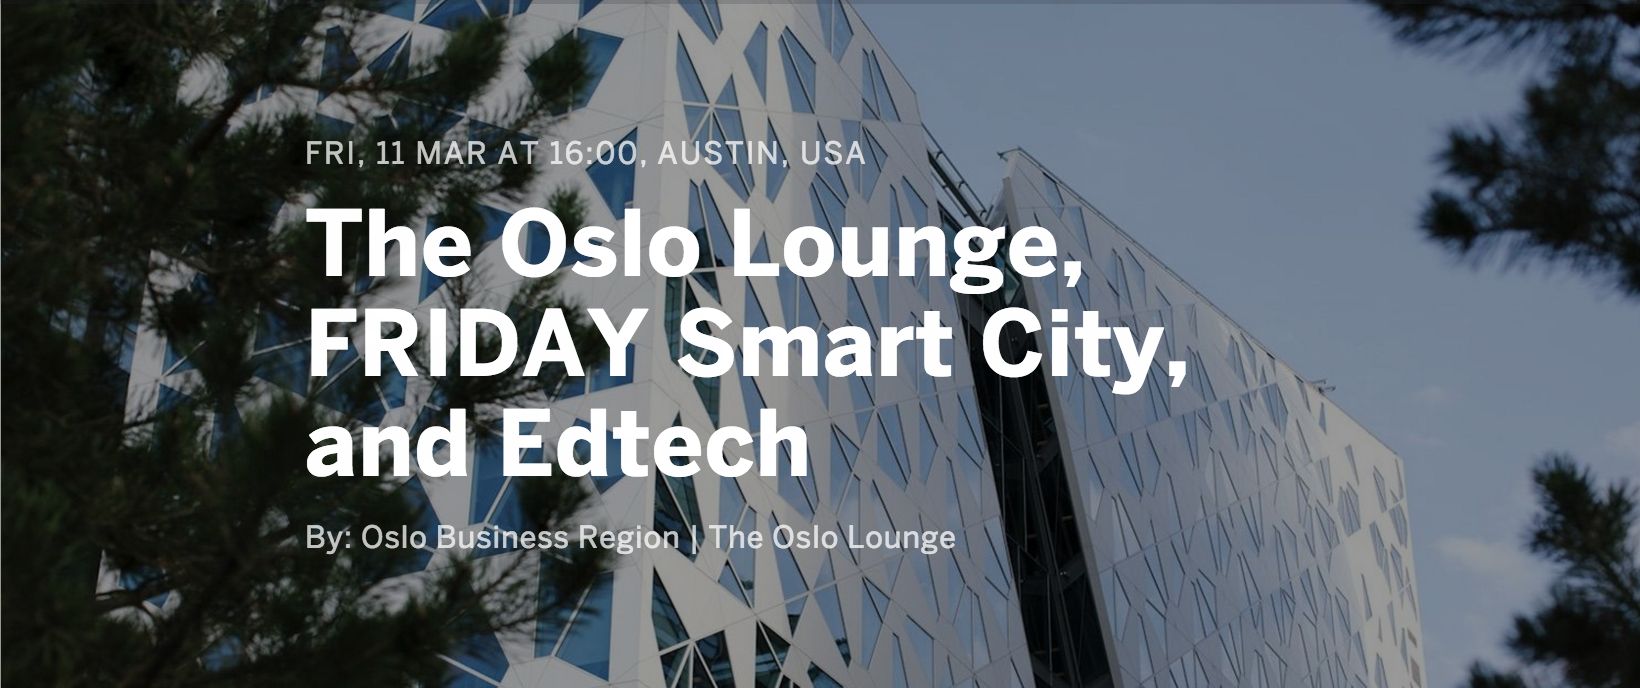 FRI, 11 MAR AT 16:00, AUSTIN, USA
The Oslo Lounge,
FRIDAY Smart City,
and Edtech
By: Oslo Business Region | The Oslo Lounge